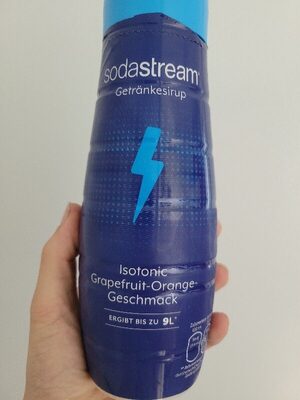 sodastream
Getränkesirup
Isotonic
Grapefruit-Orange-
Geschmack
ERGIBT BIS ZU 9L*